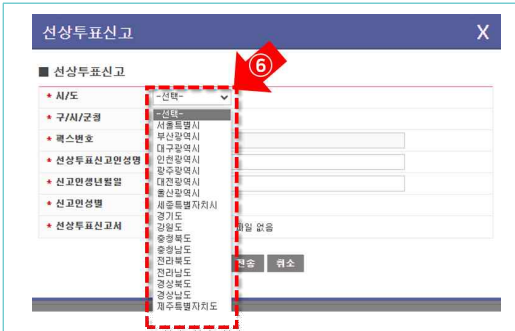 선상투표신고 X
⑥
■ 선상투표신고
* 시/도 -선택-
* 구/시/군청
* 팩스번호
* 선상투표신고인성명
* 신고인생년월일
* 신고인성별
* 선상투표신고서
-선택-
서울특별시
부산광역시
대구광역시
인천광역시
광주광역시
대전광역시
울산광역시
세종특별자치시
경기도
강원도
충청북도
충청남도
전라북도
전라남도
경상북도
경상남도
제주특별자치도
파일 없음
전송 취소